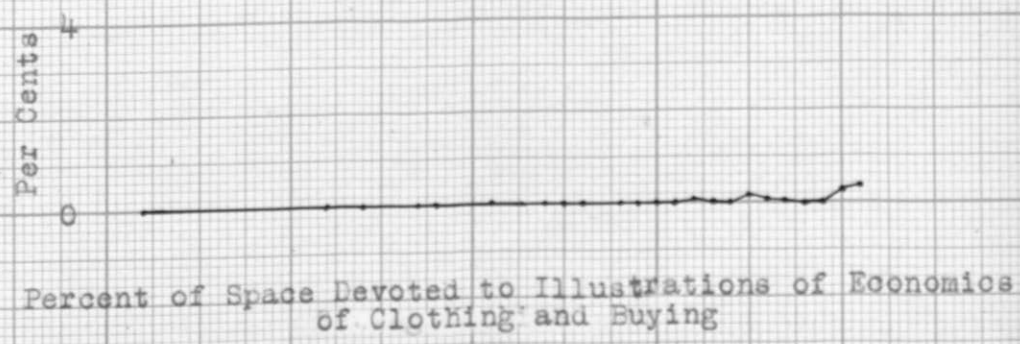 4
Per Cents
0
Percent of Space Devoted to Illustrations of Economics
of Clothing and Buying